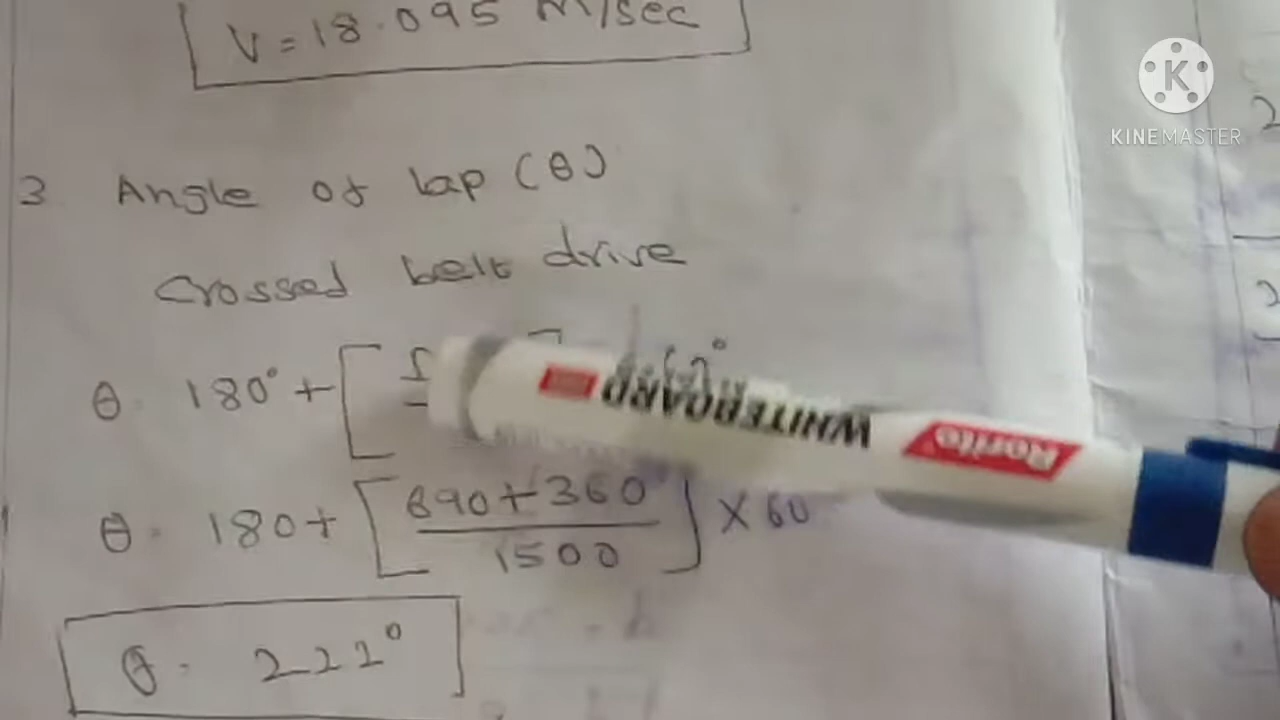 V = 18.095 m/sec
K
KINEMASTER
3 Angle of lap (θ)
Crossed belt drive
θ = 180° + [
WHITEBOARD
Rorito
θ = 180 + [690 + 360 / 1500] × 60
θ = 222°